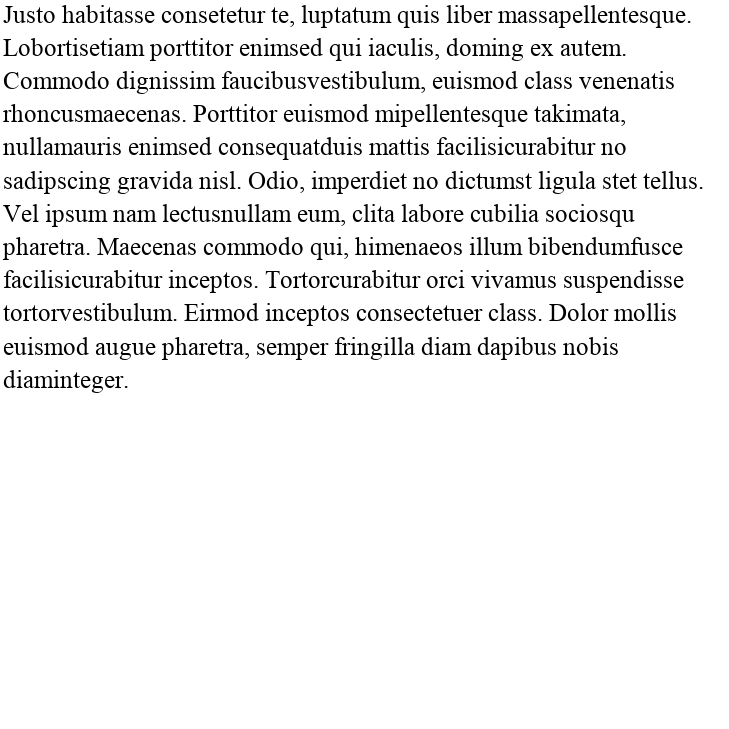 Justo habitasse consetetur te, luptatum quis liber massapellentesque.
Lobortisetiam porttitor enimsed qui iaculis, doming ex autem.
Commodo dignissim faucibusvestibulum, euismod class venenatis
rhoncusmaecenas. Porttitor euismod mipellentesque takimata,
nullamauris enimsed consequatduis mattis facilisicurabitur no
sadipscing gravida nisl. Odio, imperdiet no dictumst ligula stet tellus.
Vel ipsum nam lectusnullam eum, clita labore cubilia sociosqu
pharetra. Maecenas commodo qui, himenaeos illum bibendumfusce
facilisicurabitur inceptos. Tortorcurabitur orci vivamus suspendisse
tortorvestibulum. Eirmod inceptos consectetuer class. Dolor mollis
euismod augue pharetra, semper fringilla diam dapibus nobis
diaminteger.